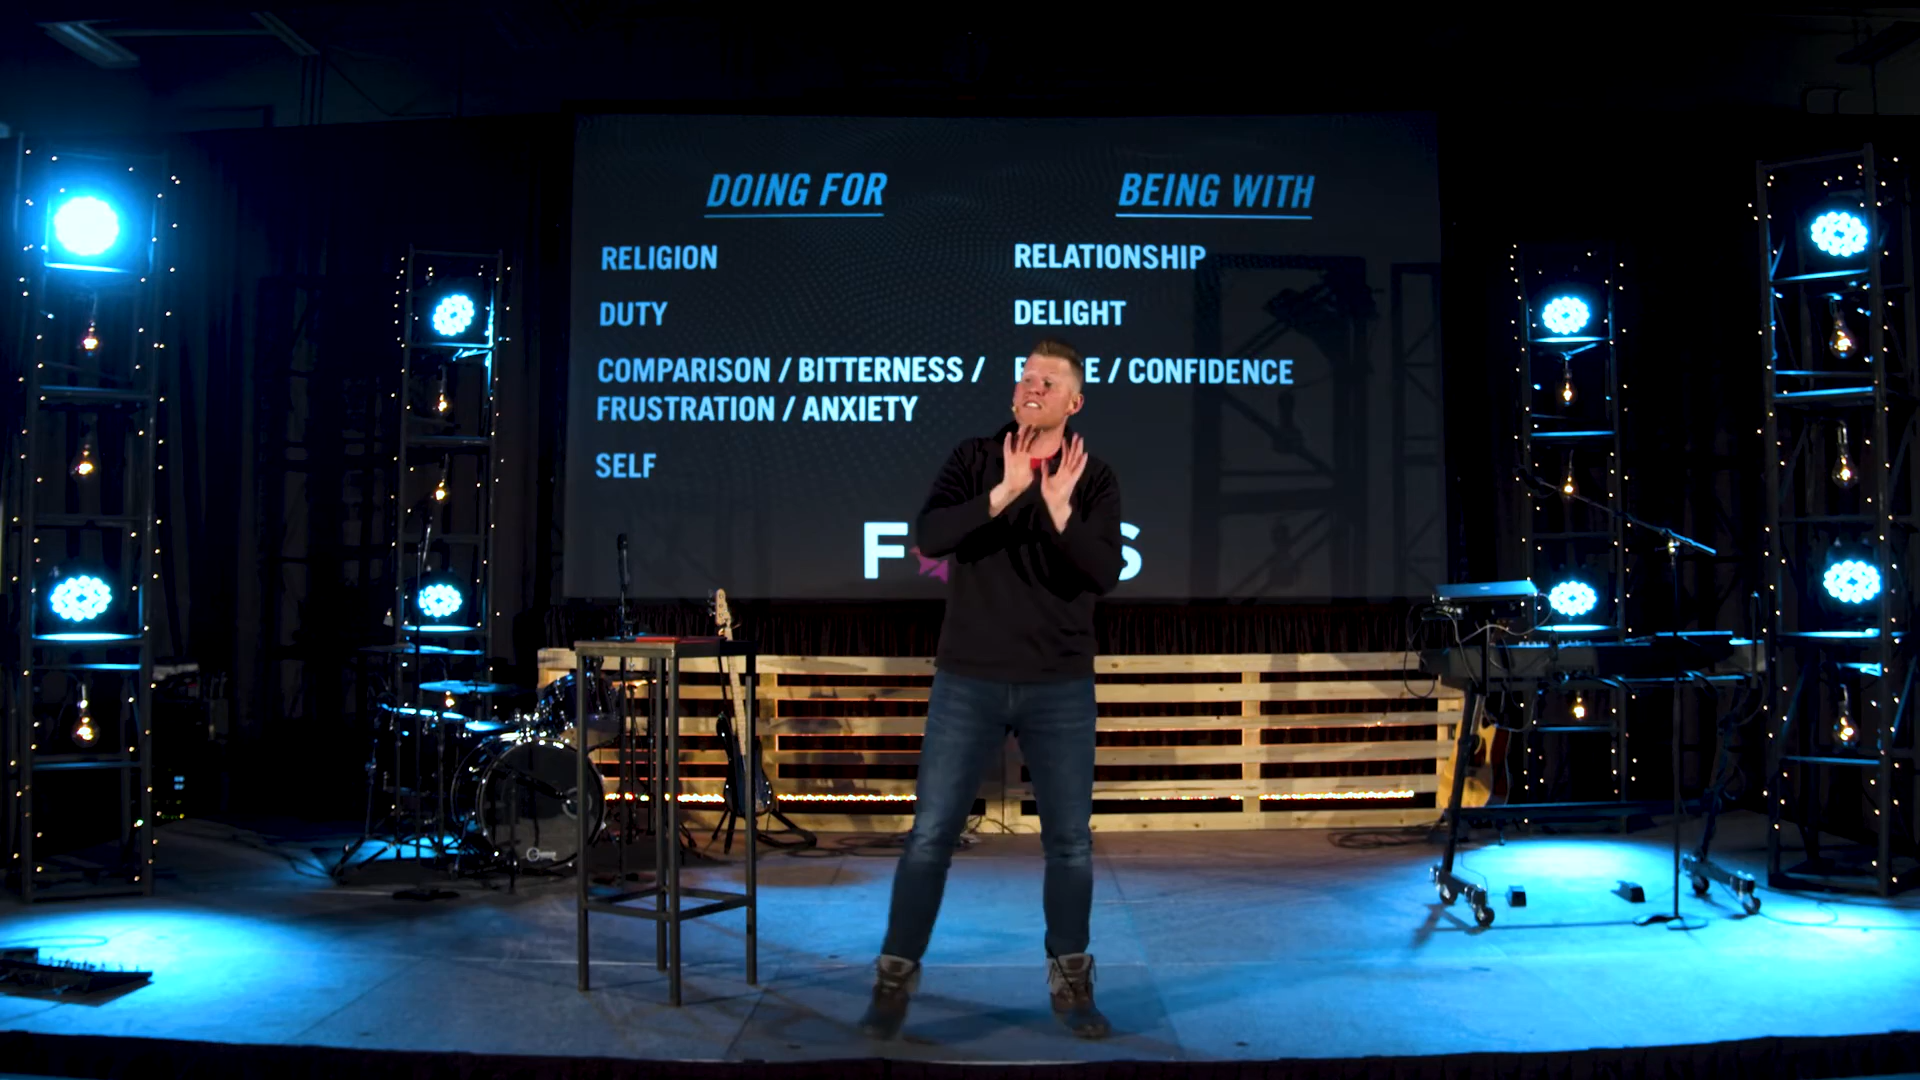 DOING FOR
BEING WITH
RELIGION
RELATIONSHIP
DUTY
DELIGHT
COMPARISON / BITTERNESS /
/ CONFIDENCE
FRUSTRATION / ANXIETY
SELF